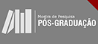 Núcleo de Pesquisa
PÓS-GRADUAÇÃO